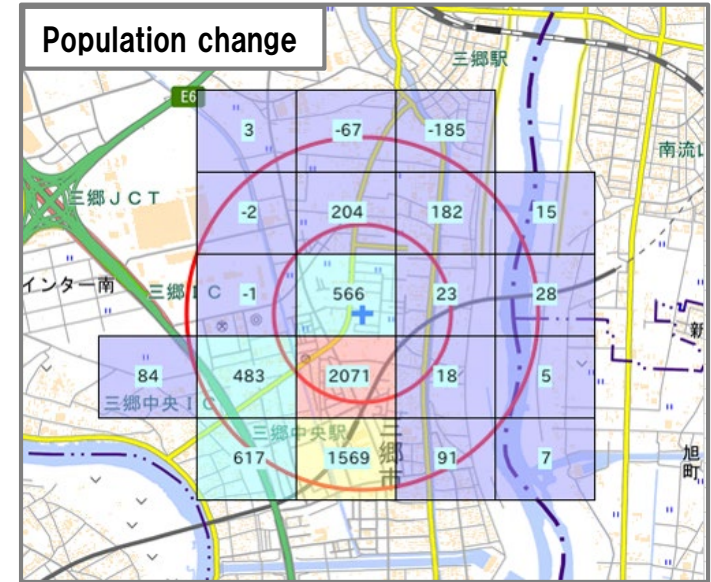 Population change
三郷駅
E6
3 -67 -185
南流山
三郷JCT
-2 204 182 15
インター南
三郷IC
-1 566 23 28
新
84 483 2071 18 5
三郷中央IC
三郷中央駅
三郷市
617 1569 91 7
旭町